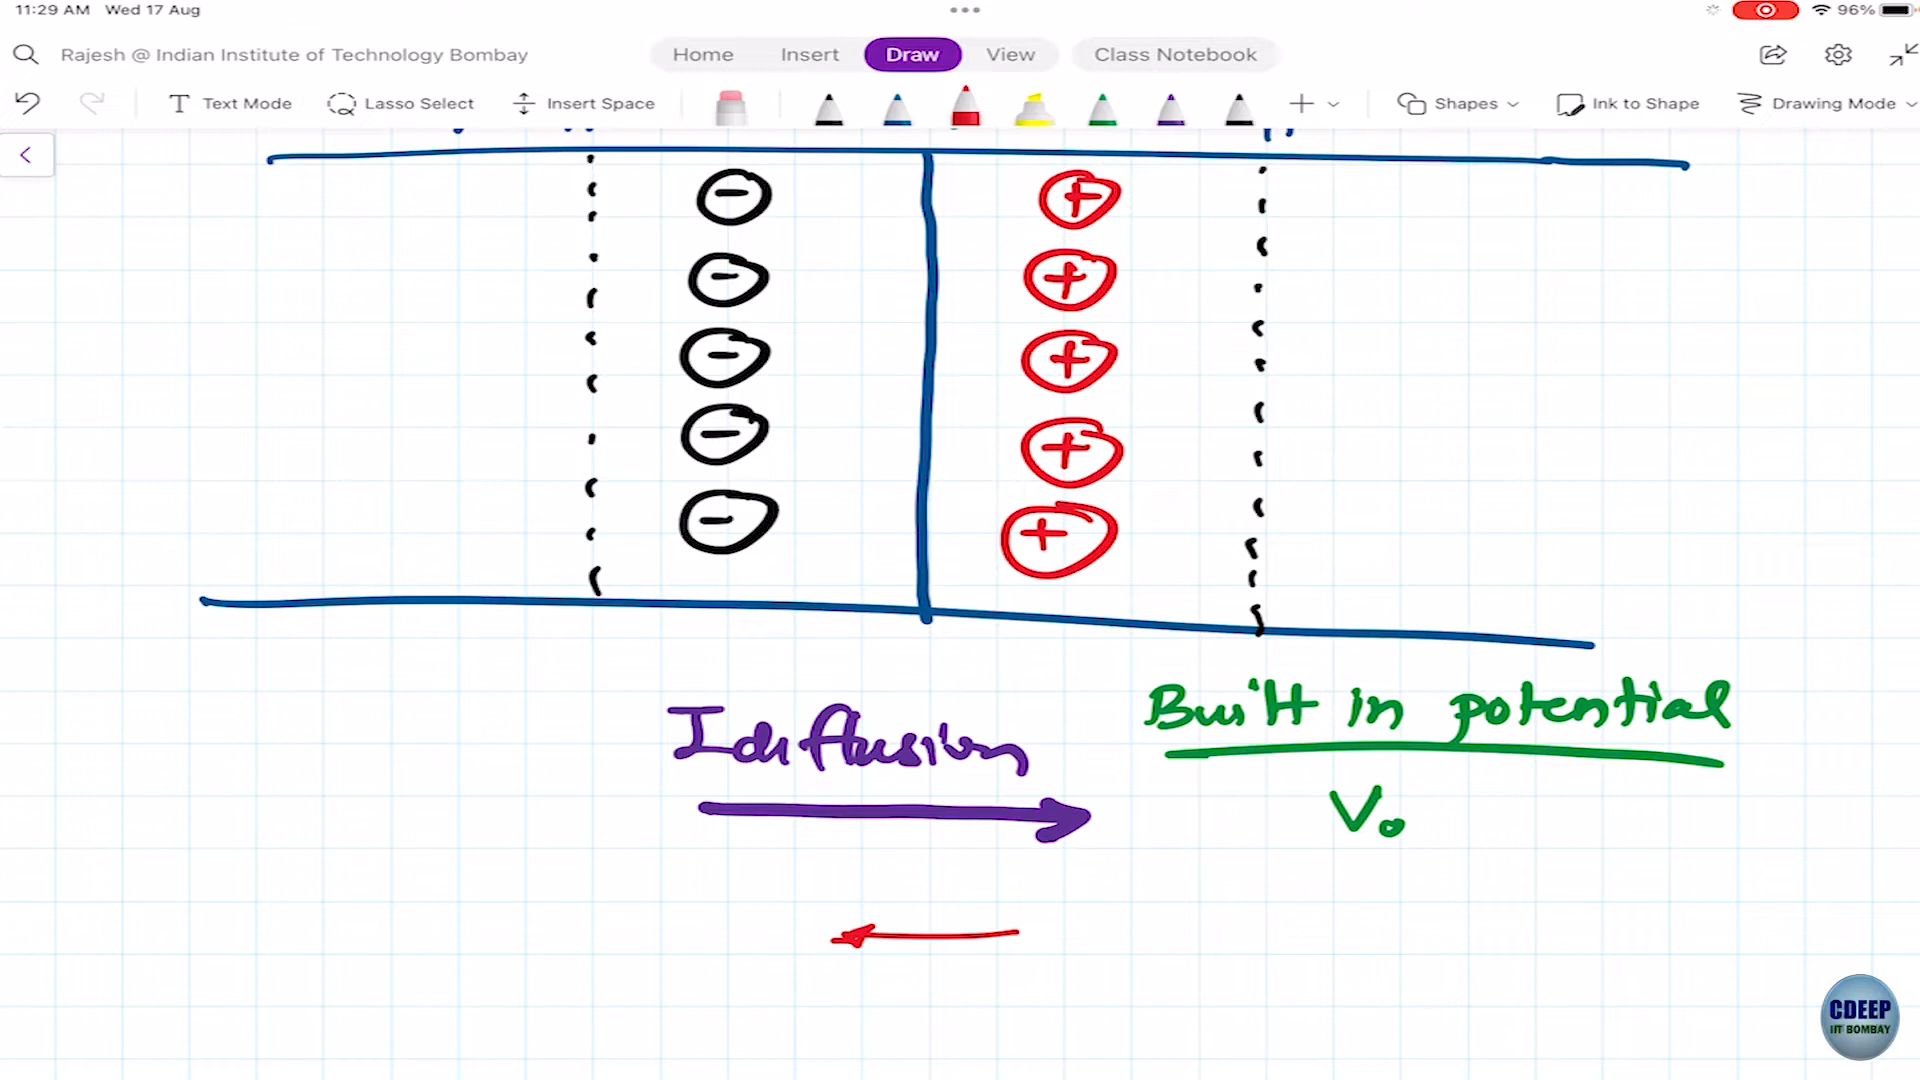 11:29 AM Wed 17 Aug
96%
Rajesh @ Indian Institute of Technology Bombay
Home Insert Draw View Class Notebook
Text Mode Lasso Select Insert Space Shapes Ink to Shape Drawing Mode
− +
− +
− +
− +
− +
Idiffusion
Built in potential
V₀
CDEEP
IIT BOMBAY